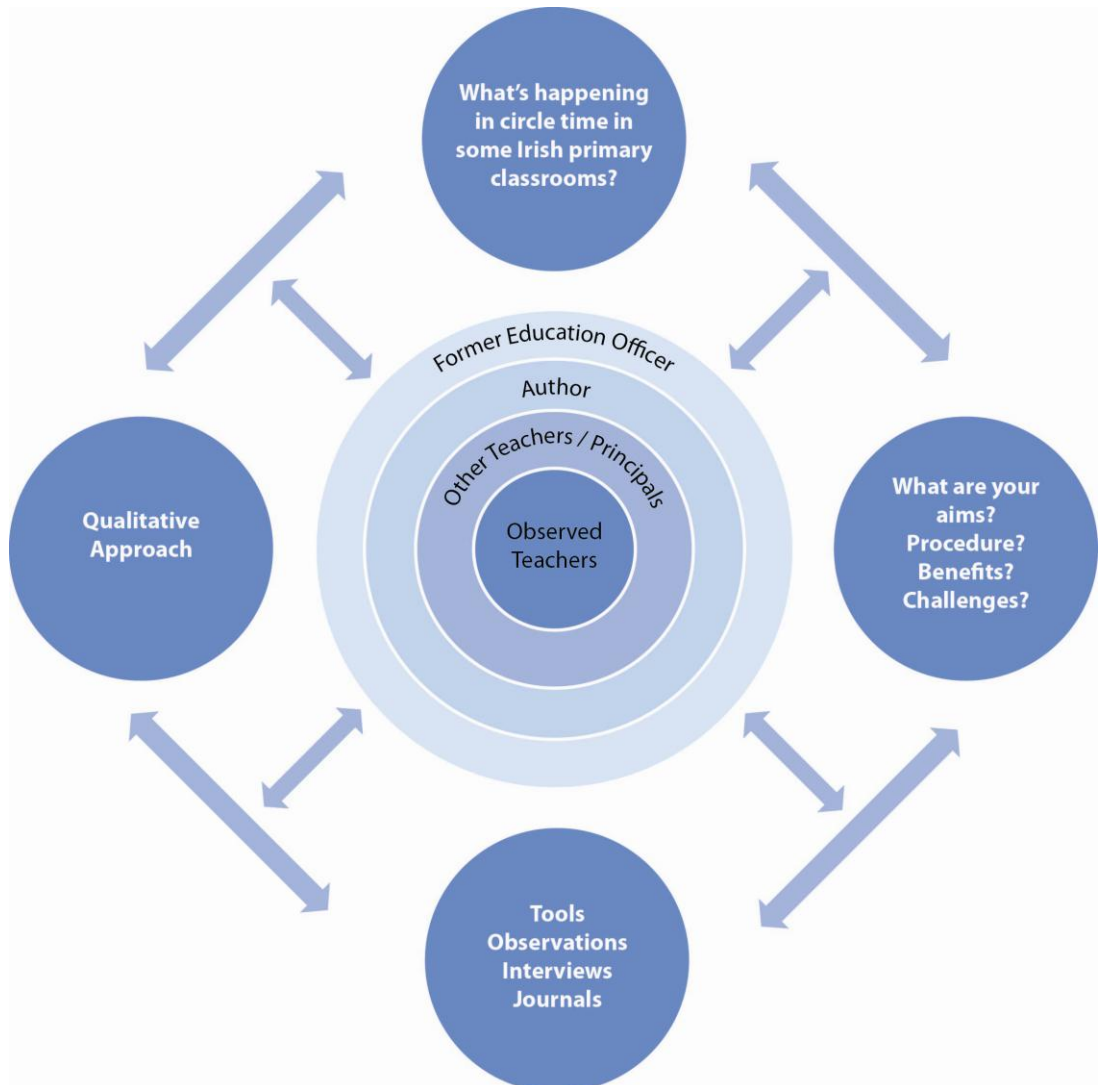 What's happening
in circle time in
some Irish primary
classrooms?
Former Education Officer
Author
Other Teachers / Principals
Observed
Teachers
Qualitative
Approach
What are your
aims?
Procedure?
Benefits?
Challenges?
Tools
Observations
Interviews
Journals